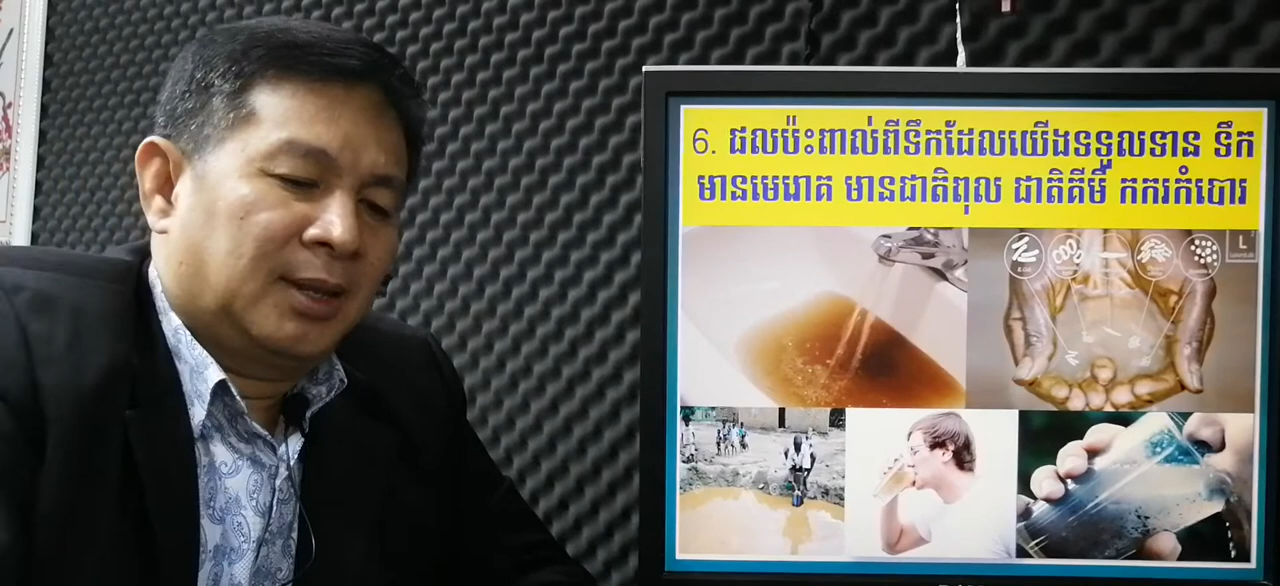 6. ផលប៉ះពាល់ពីទឹកដែលយើងទទួលទាន ទឹក
មានមេរោគ មានជាតិពុល ជាតិគីមី កករកំបោរ
L
E.Coli